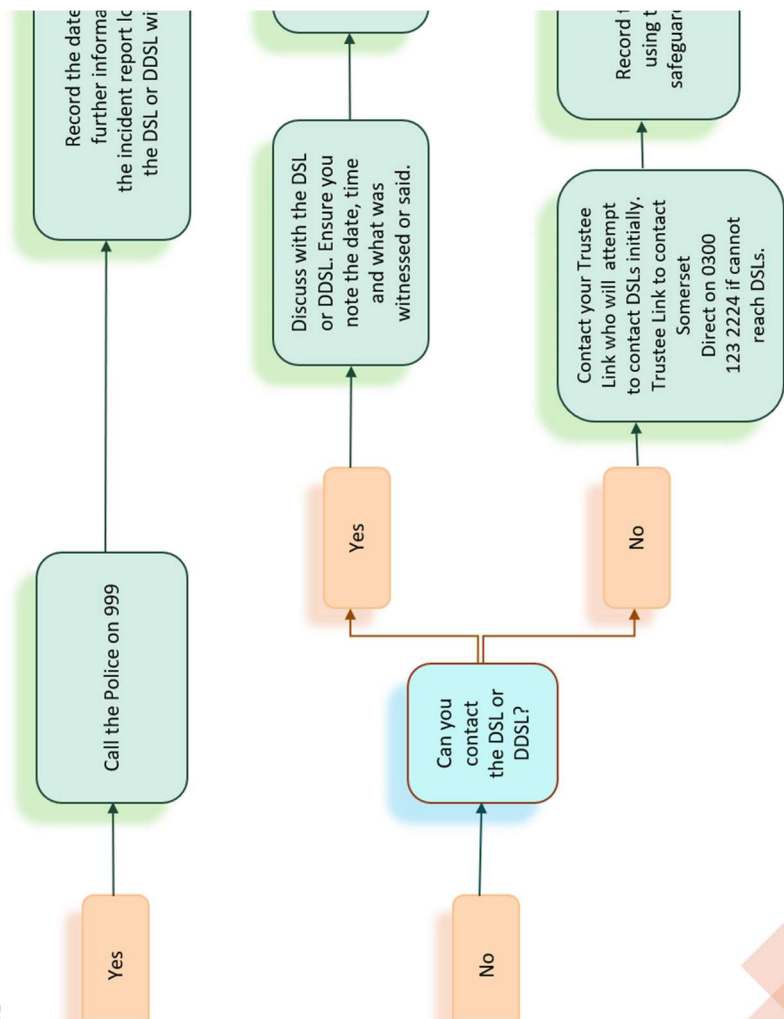 Yes
Call the Police on 999
Record the date
further informa
the incident report lo
the DSL or DDSL wi
No
Can you
contact
the DSL or
DDSL?
Yes
Discuss with the DSL
or DDSL. Ensure you
note the date, time
and what was
witnessed or said.
No
Contact your Trustee
Link who will attempt
to contact DSLs initially.
Trustee Link to contact
Somerset
Direct on 0300
123 2224 if cannot
reach DSLs.
Record
using
safeguard